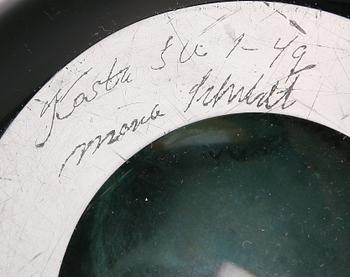 Kosta SU 1-49
Mona Schildt